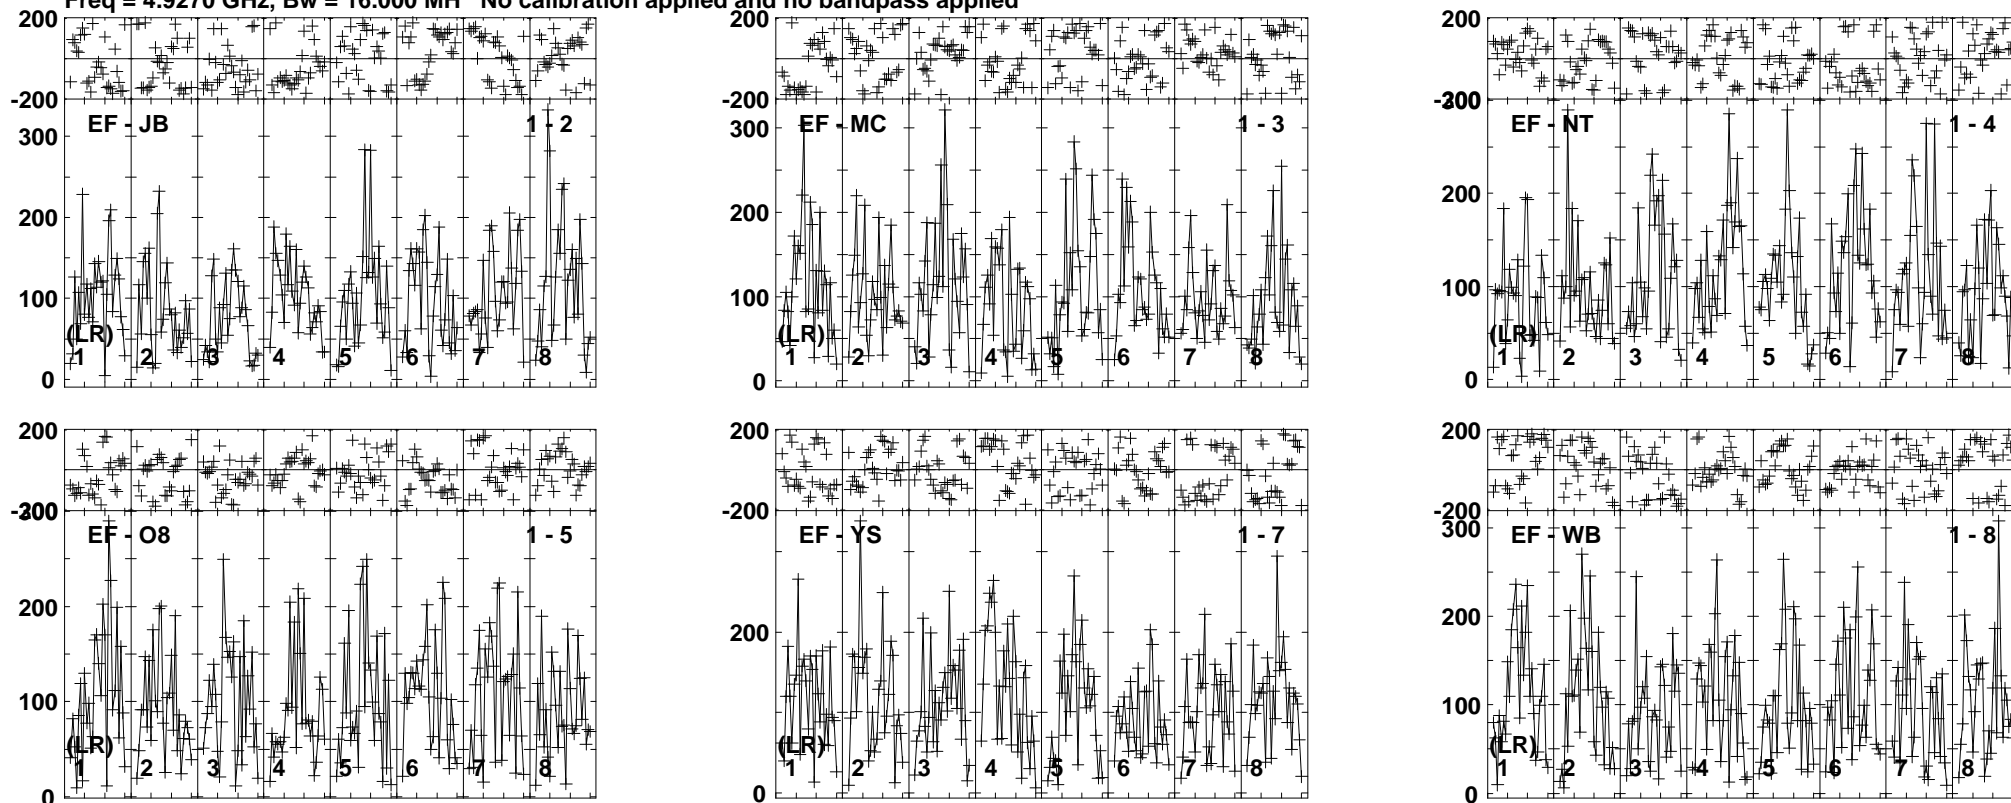 Freq = 4.9270 GHz, Bw = 16.000 MH No calibration applied and no bandpass applied
200 200 200
-200 -200 -200
EF - JB 1 - 2 EF - MC 1 - 3 EF - NT 1 - 4
300 300 300
200 200 200
100 100 100
(LR) (LR) (LR)
1 2 3 4 5 6 7 8 1 2 3 4 5 6 7 8 1 2 3 4 5 6 7 8
0 0 0
200 200 200
-200 -200 -200
EF - O8 1 - 5 EF - YS 1 - 7 EF - WB 1 - 8
300 300
200 200 200
100 100
(LR) (LR) (LR)
1 2 3 4 5 6 7 8 1 2 3 4 5 6 7 8 1 2 3 4 5 6 7 8
0 0 0